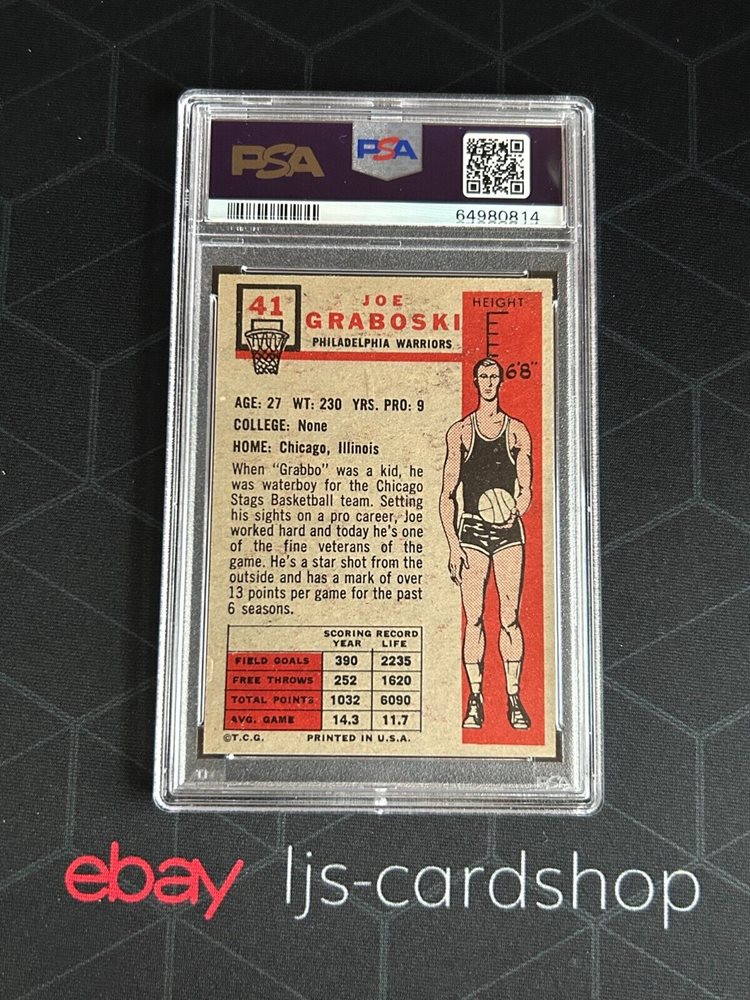 PSA PSA
64980814
41 JOE
GRABOSKI
PHILADELPHIA WARRIORS
HEIGHT
6'8"
AGE: 27 WT: 230 YRS. PRO: 9
COLLEGE: None
HOME: Chicago, Illinois
When "Grabbo" was a kid, he
was waterboy for the Chicago
Stags Basketball team. Setting
his sights on a pro career, Joe
worked hard and today he's one
of the fine veterans of the
game. He's a star shot from the
outside and has a mark of over
13 points per game for the past
6 seasons.
SCORING RECORD
YEAR LIFE
FIELD GOALS 390 2235
FREE THROWS 252 1620
TOTAL POINTS 1032 6090
AVG. GAME 14.3 11.7
©T.C.G. PRINTED IN U.S.A.
PSA
ebay ljs-cardshop